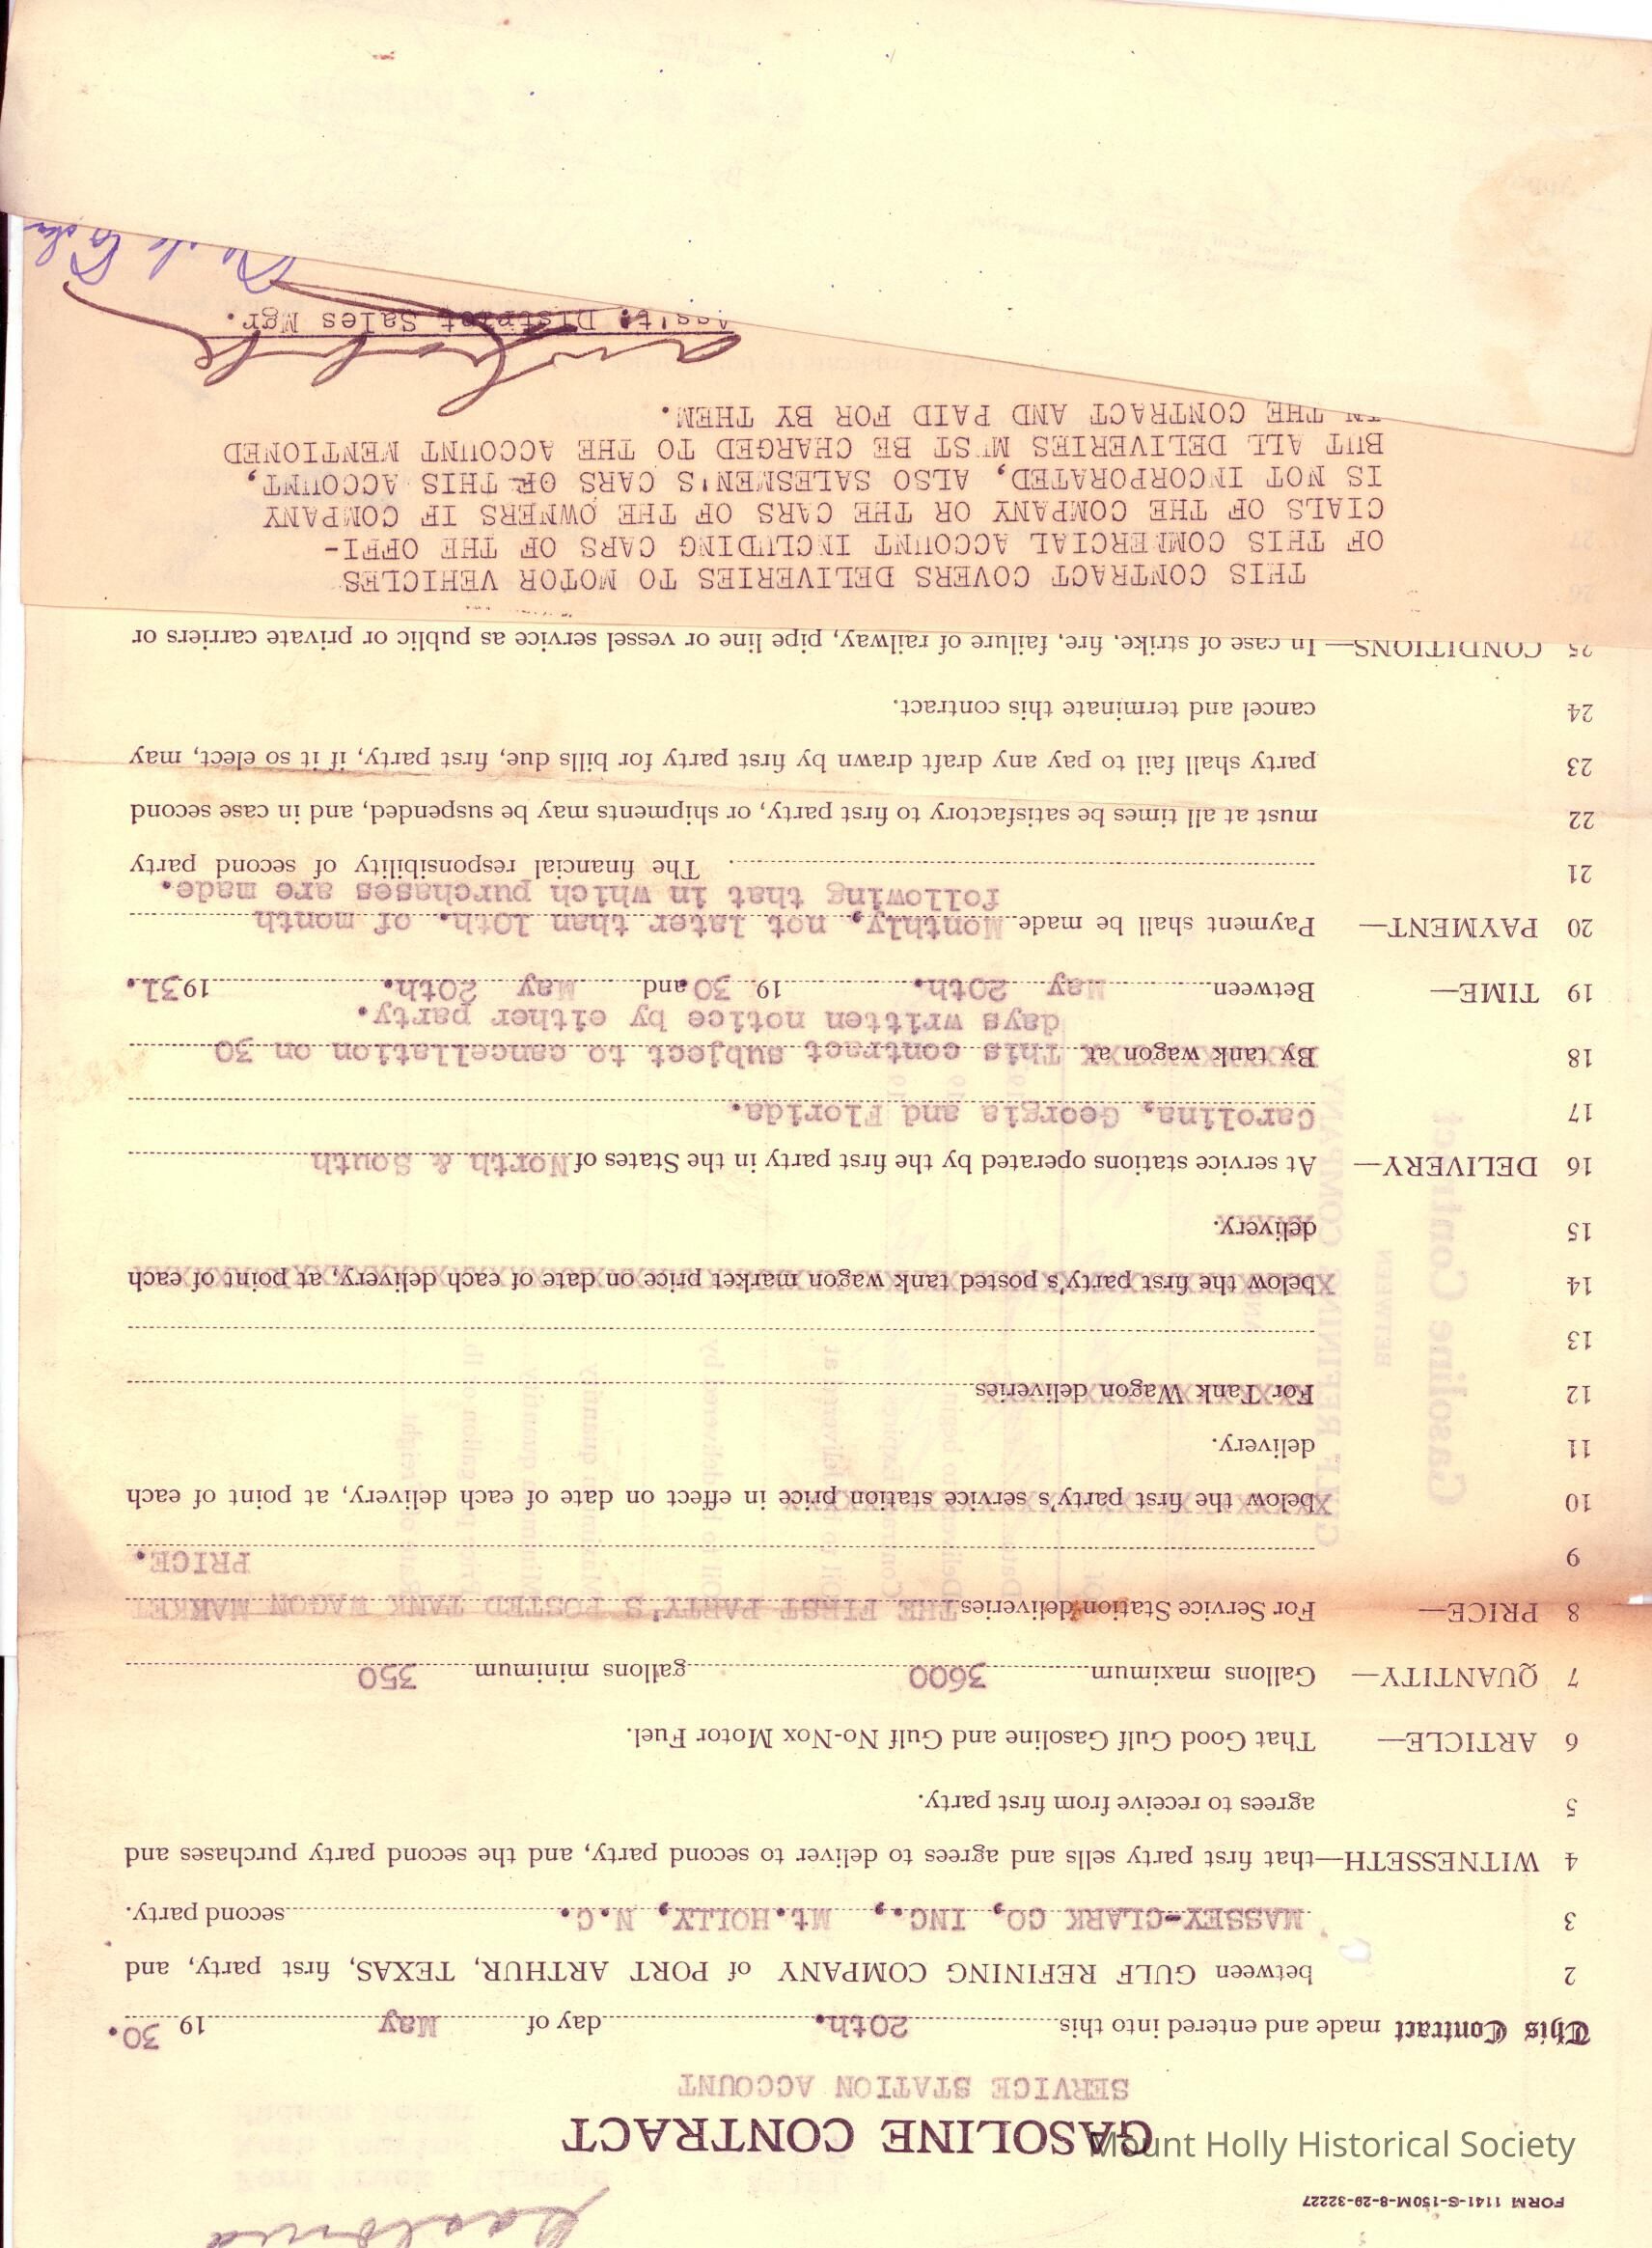 Gastonia
FORM 1141-S-150M-8-29-32227
Mount Holly Historical Society
GASOLINE CONTRACT
SERVICE STATION ACCOUNT
This Contract made and entered into this 20th. day of May 19 30.
2 between GULF REFINING COMPANY of PORT ARTHUR, TEXAS, first party, and
3 MASSEY-CLARK CO, INC., Mt.HOLLY, N.C. second party.
4 WITNESSETH—that first party sells and agrees to deliver to second party, and the second party purchases and
5 agrees to receive from first party.
6 ARTICLE— That Good Gulf Gasoline and Gulf No-Nox Motor Fuel.
7 QUANTITY— Gallons maximum 3600 gallons minimum 350
8 PRICE— For Service Station deliveries THE FIRST PARTY'S POSTED TANK WAGON MARKET
PRICE.
9
10 below the first party's service station price in effect on date of each delivery, at point of each
11 delivery.
12 For Tank Wagon deliveries
13
14 below the first party's posted tank wagon market price on date of each delivery, at point of each
15 delivery.
16 DELIVERY— At service stations operated by the first party in the States of North & South
17 Carolina, Georgia and Florida.
18 By tank wagon at This contract subject to cancellation on 30
days written notice by either party.
19 TIME— Between May 20th. 19 30 and May 20th. 1931.
20 PAYMENT— Payment shall be made Monthly, not later than 10th. of month
following that in which purchases are made.
21 The financial responsibility of second party
22 must at all times be satisfactory to first party, or shipments may be suspended, and in case second
23 party shall fail to pay any draft drawn by first party for bills due, first party, if it so elect, may
24 cancel and terminate this contract.
25 CONDITIONS—In case of strike, fire, failure of railway, pipe line or vessel service as public or private carriers or
THIS CONTRACT COVERS DELIVERIES TO MOTOR VEHICLES
OF THIS COMMERCIAL ACCOUNT INCLUDING CARS OF THE OFFI-
CIALS OF THE COMPANY OR THE CARS OF THE OWNERS IF COMPANY
IS NOT INCORPORATED, ALSO SALESMEN'S CARS OF THIS ACCOUNT,
BUT ALL DELIVERIES MUST BE CHARGED TO THE ACCOUNT MENTIONED
IN THE CONTRACT AND PAID FOR BY THEM.
Ass't. District Sales Mgr.